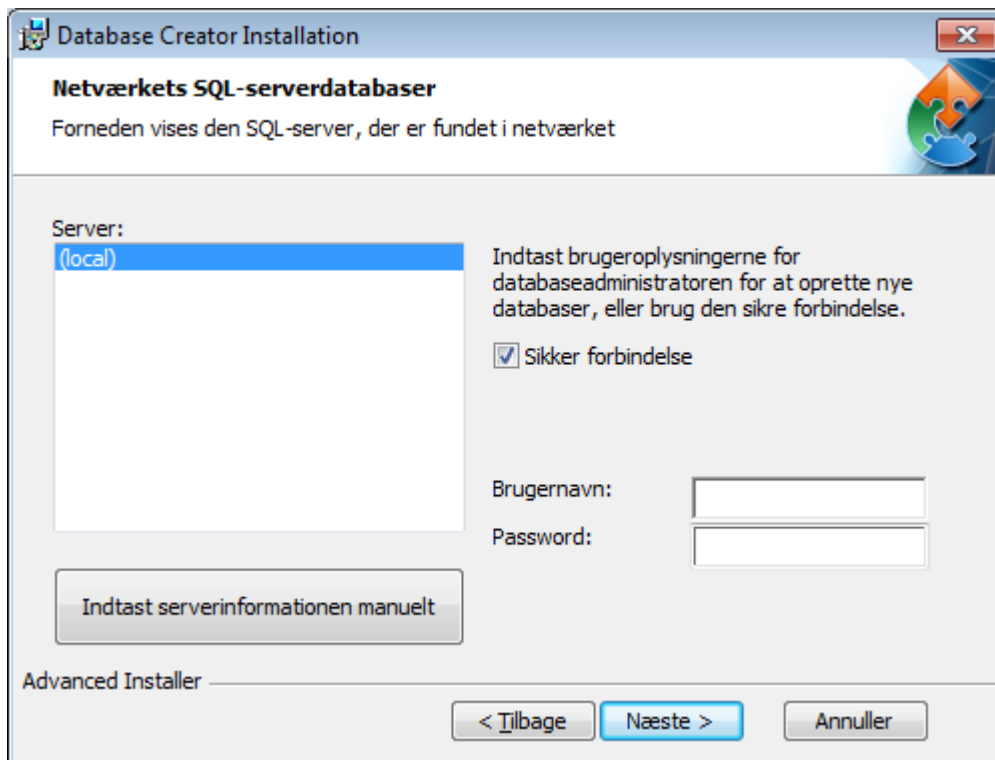 Database Creator Installation
Netværkets SQL-serverdatabaser
Forneden vises den SQL-server, der er fundet i netværket
Server:
(local)
Indtast brugeroplysningerne for
databaseadministratoren for at oprette nye
databaser, eller brug den sikre forbindelse.
Sikker forbindelse
Brugernavn:
Password:
Indtast serverinformationen manuelt
Advanced Installer
< Tilbage
Næste >
Annuller